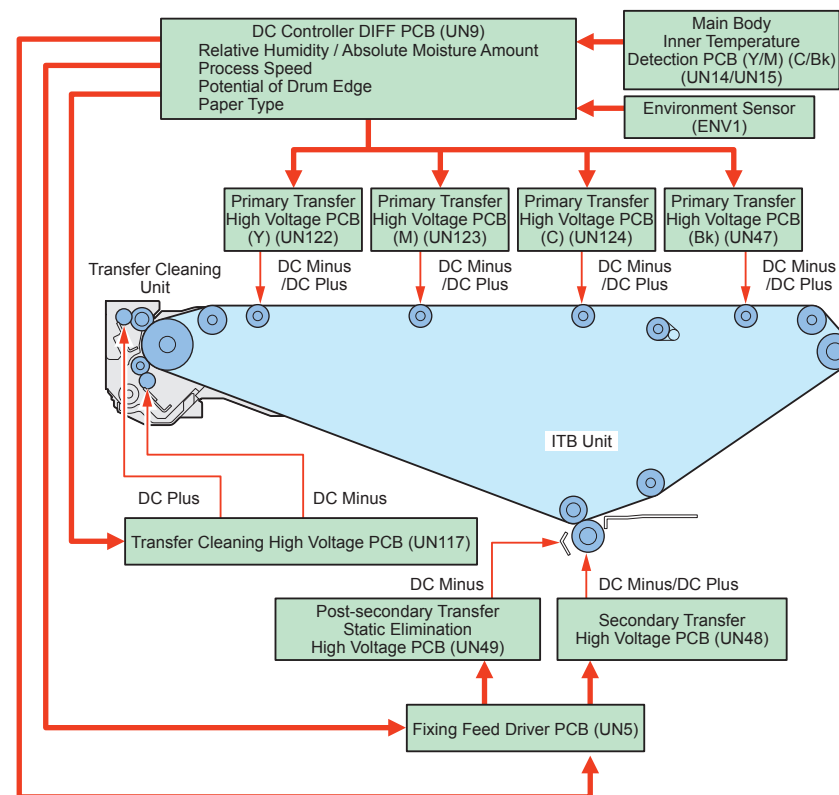 DC Controller DIFF PCB (UN9)
Relative Humidity / Absolute Moisture Amount
Process Speed
Potential of Drum Edge
Paper Type
Main Body
Inner Temperature
Detection PCB (Y/M) (C/Bk)
(UN14/UN15)
Environment Sensor
(ENV1)
Primary Transfer
High Voltage PCB
(Y) (UN122)
Primary Transfer
High Voltage PCB
(M) (UN123)
Primary Transfer
High Voltage PCB
(C) (UN124)
Primary Transfer
High Voltage PCB
(Bk) (UN47)
Transfer Cleaning
Unit
DC Minus
/DC Plus
DC Minus
/DC Plus
DC Minus
/DC Plus
DC Minus
/DC Plus
ITB Unit
DC Plus
DC Minus
Transfer Cleaning High Voltage PCB (UN117)
DC Minus
DC Minus/DC Plus
Post-secondary Transfer
Static Elimination
High Voltage PCB (UN49)
Secondary Transfer
High Voltage PCB (UN48)
Fixing Feed Driver PCB (UN5)